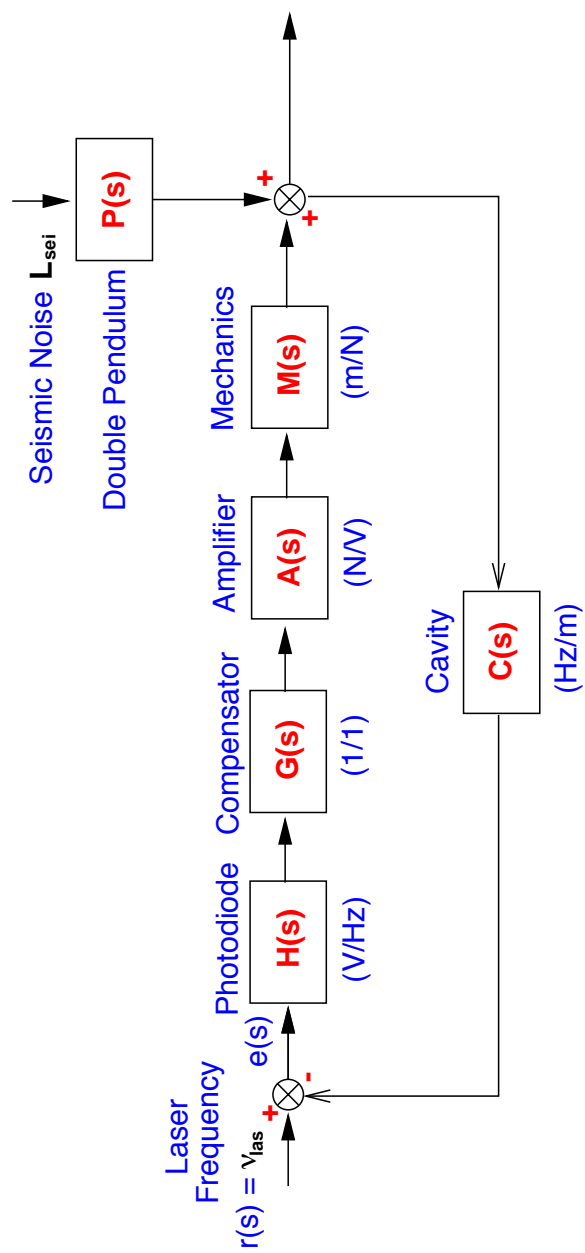 Seismic Noise L_sei
P(s)
Double Pendulum
+
+
Mechanics
M(s)
(m/N)
Amplifier
A(s)
(N/V)
Compensator
G(s)
(1/1)
Photodiode
H(s)
(V/Hz)
e(s)
Laser
Frequency
r(s) = ν_las
+
-
Cavity
C(s)
(Hz/m)